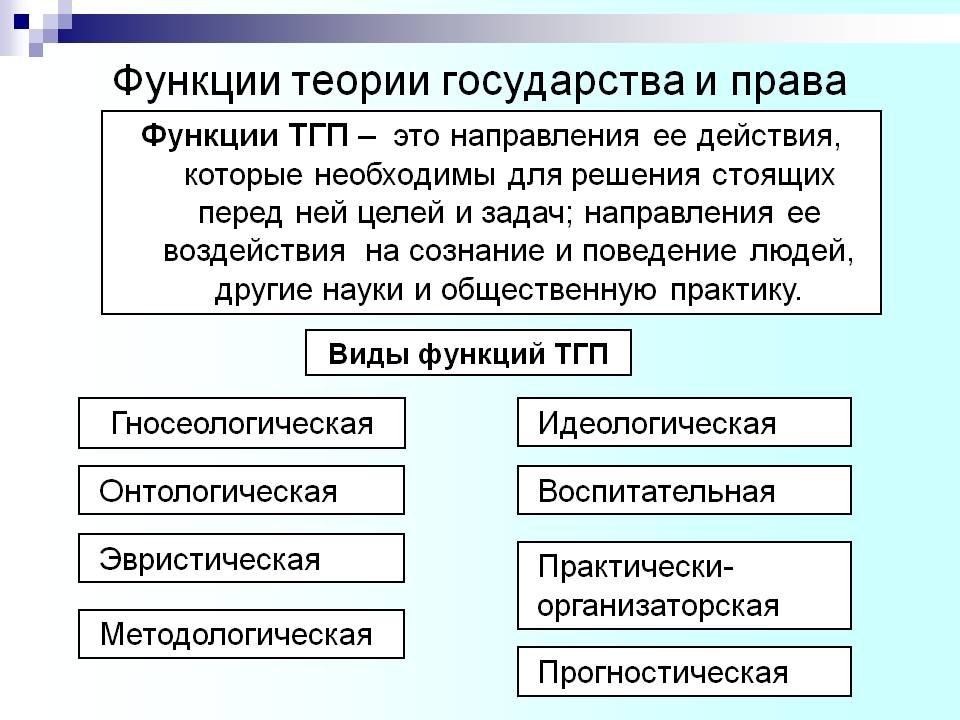 Функции теории государства и права
Функции ТГП – это направления ее действия,
которые необходимы для решения стоящих
перед ней целей и задач; направления ее
воздействия на сознание и поведение людей,
другие науки и общественную практику.
Виды функций ТГП
Гносеологическая
Онтологическая
Эвристическая
Методологическая
Идеологическая
Воспитательная
Практически-
организаторская
Прогностическая